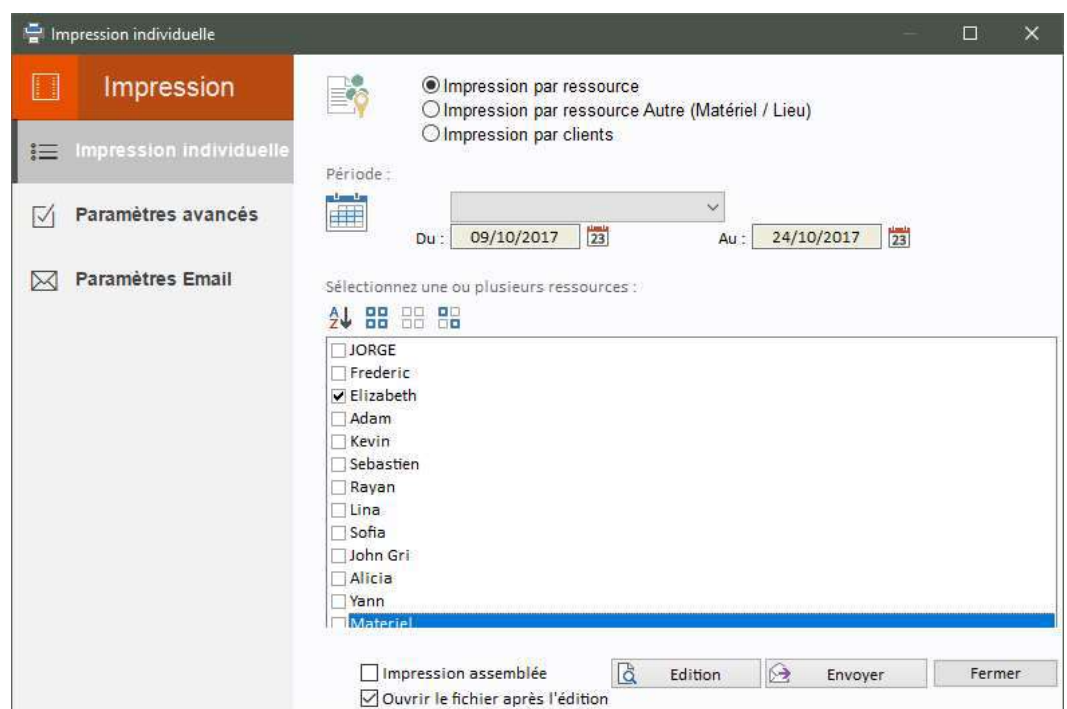 Impression individuelle
Impression
Impression individuelle
Paramètres avancés
Paramètres Email
Impression par ressource
Impression par ressource Autre (Matériel / Lieu)
Impression par clients
Période :
Du : 09/10/2017 23 Au : 24/10/2017 23
Sélectionnez une ou plusieurs ressources :
AZ
JORGE
Frederic
Elizabeth
Adam
Kevin
Sebastien
Rayan
Lina
Sofia
John Gri
Alicia
Yann
Materiel
Impression assemblée Edition Envoyer Fermer
Ouvrir le fichier après l'édition